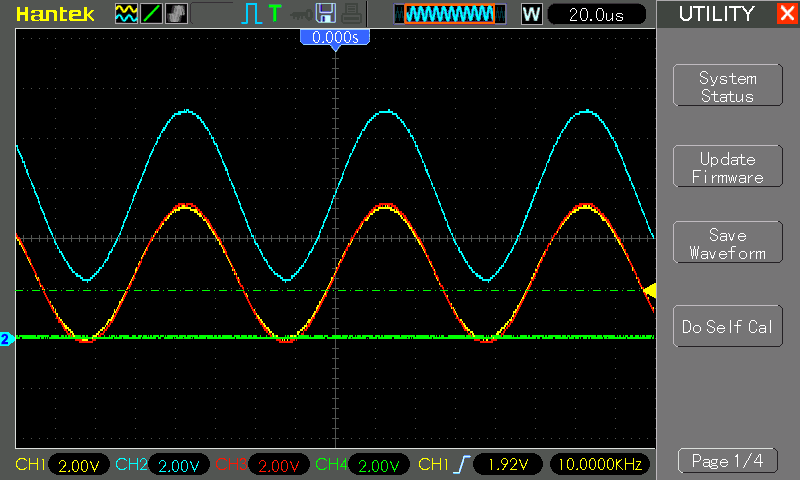 Hantek
T
W
20.0us
UTILITY
0.000s
System
Status
Update
Firmware
Save
Waveform
Do Self Cal
2
CH1 2.00V CH2 2.00V CH3 2.00V CH4 2.00V CH1 1.92V 10.0000KHz
Page 1/4